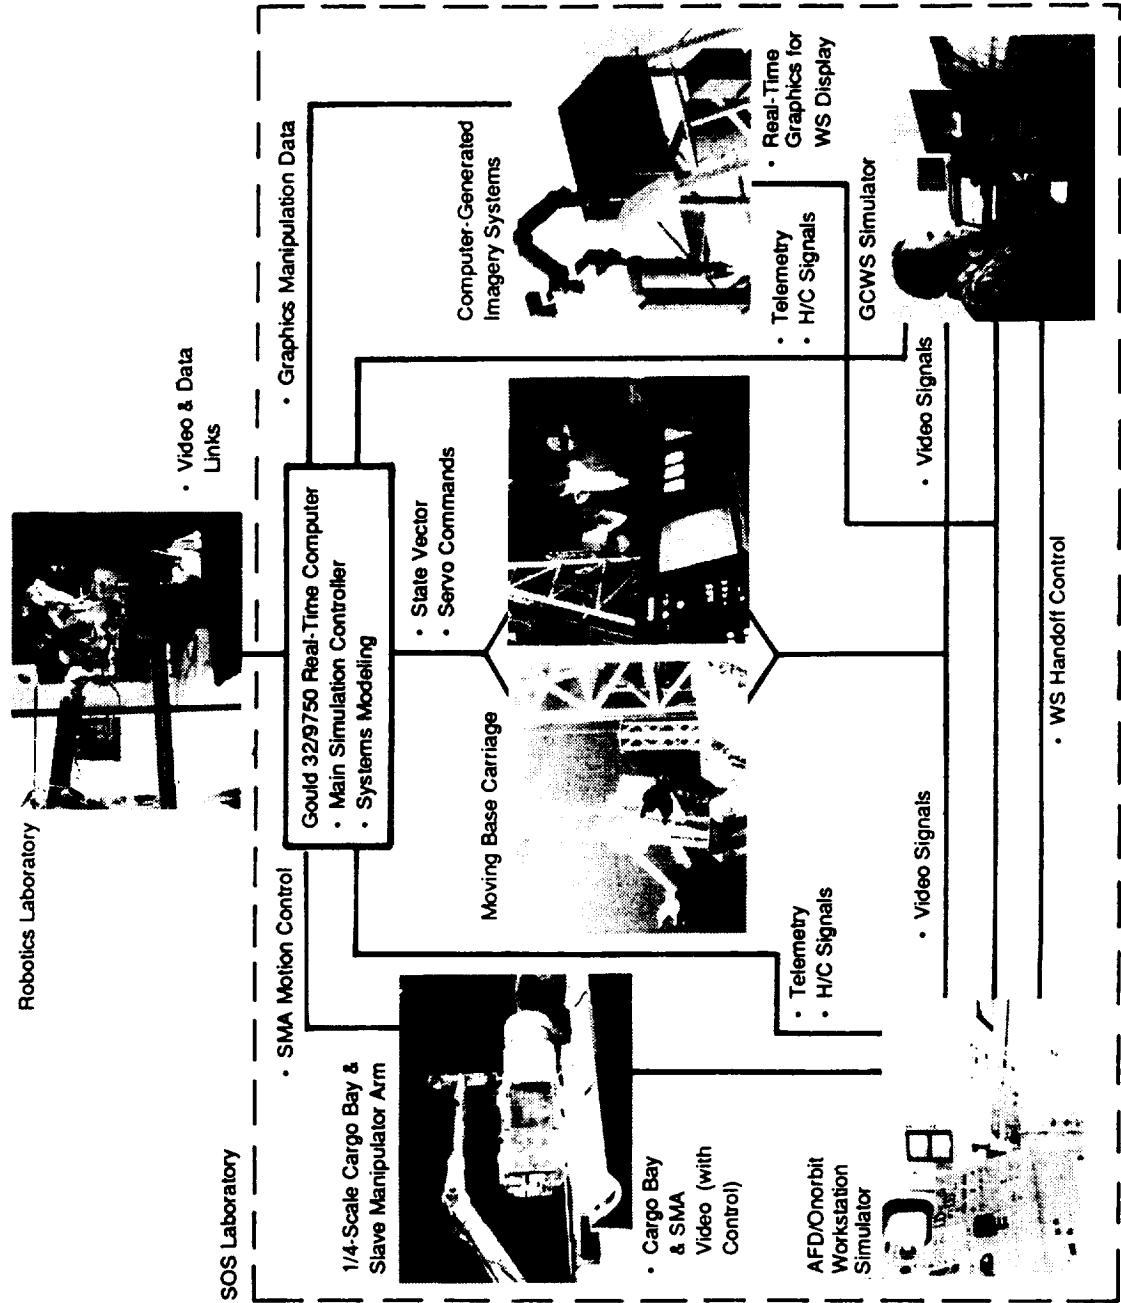 Robotics Laboratory
• Video & Data
Links
SOS Laboratory
• SMA Motion Control
Gould 32/9750 Real-Time Computer
• Main Simulation Controller
• Systems Modeling
• Graphics Manipulation Data
1/4-Scale Cargo Bay &
Slave Manipulator Arm
• State Vector
• Servo Commands
Moving Base Carriage
Computer-Generated
Imagery Systems
• Cargo Bay
& SMA
Video (with
Control)
• Telemetry
• H/C Signals
• Telemetry
• H/C Signals
• Real-Time
Graphics for
WS Display
AFD/Onorbit
Workstation
Simulator
GCWS Simulator
• Video Signals
• Video Signals
• WS Handoff Control